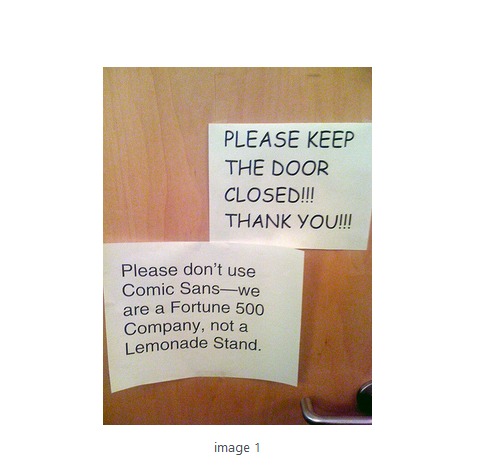 PLEASE KEEP
THE DOOR
CLOSED!!!
THANK YOU!!!
Please don't use
Comic Sans—we
are a Fortune 500
Company, not a
Lemonade Stand.
image 1